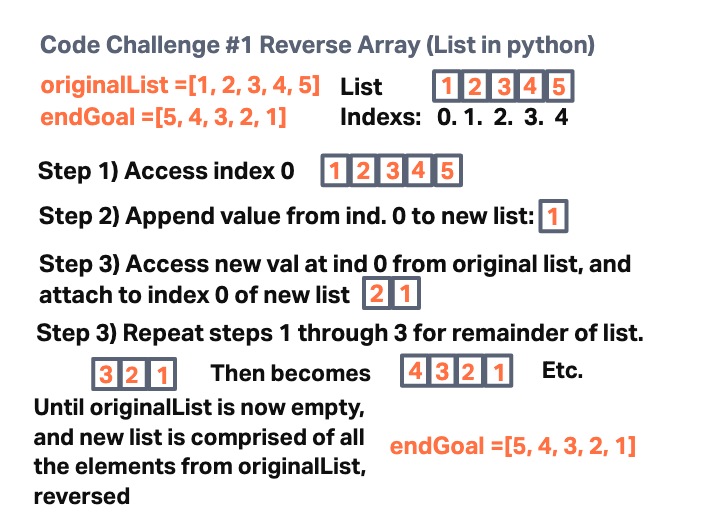 Code Challenge #1 Reverse Array (List in python)
originalList =[1, 2, 3, 4, 5] List 1 2 3 4 5
endGoal =[5, 4, 3, 2, 1] Indexs: 0. 1. 2. 3. 4
Step 1) Access index 0 1 2 3 4 5
Step 2) Append value from ind. 0 to new list: 1
Step 3) Access new val at ind 0 from original list, and
attach to index 0 of new list 2 1
Step 3) Repeat steps 1 through 3 for remainder of list.
3 2 1 Then becomes 4 3 2 1 Etc.
Until originalList is now empty,
and new list is comprised of all
the elements from originalList,
reversed
endGoal =[5, 4, 3, 2, 1]